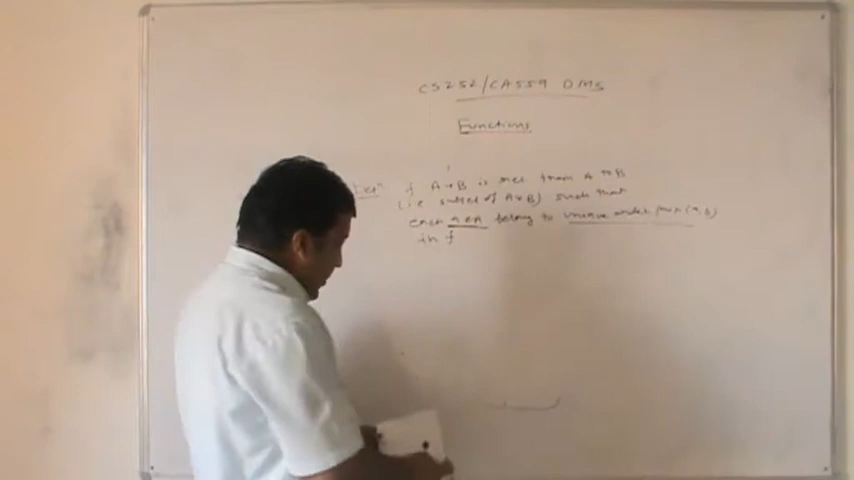 CS252/CA559 DMS
Functions
Defn f A→B is rel from A to B
(i.e subset of A×B) such that
each a∈A belong to unique order pair (a,b)
in f